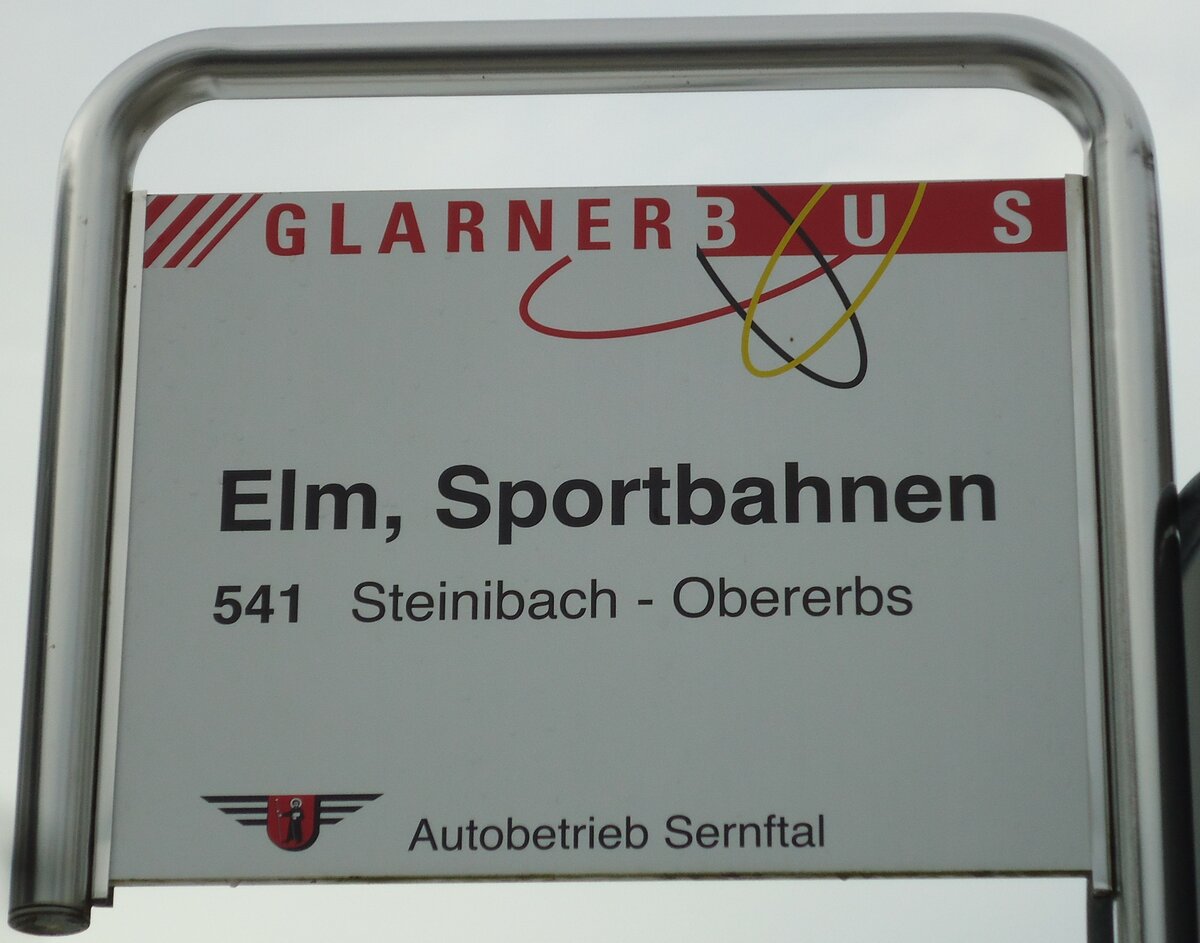 GLARNERBUS
Elm, Sportbahnen
541 Steinibach - Obererbs
Autobetrieb Sernftal